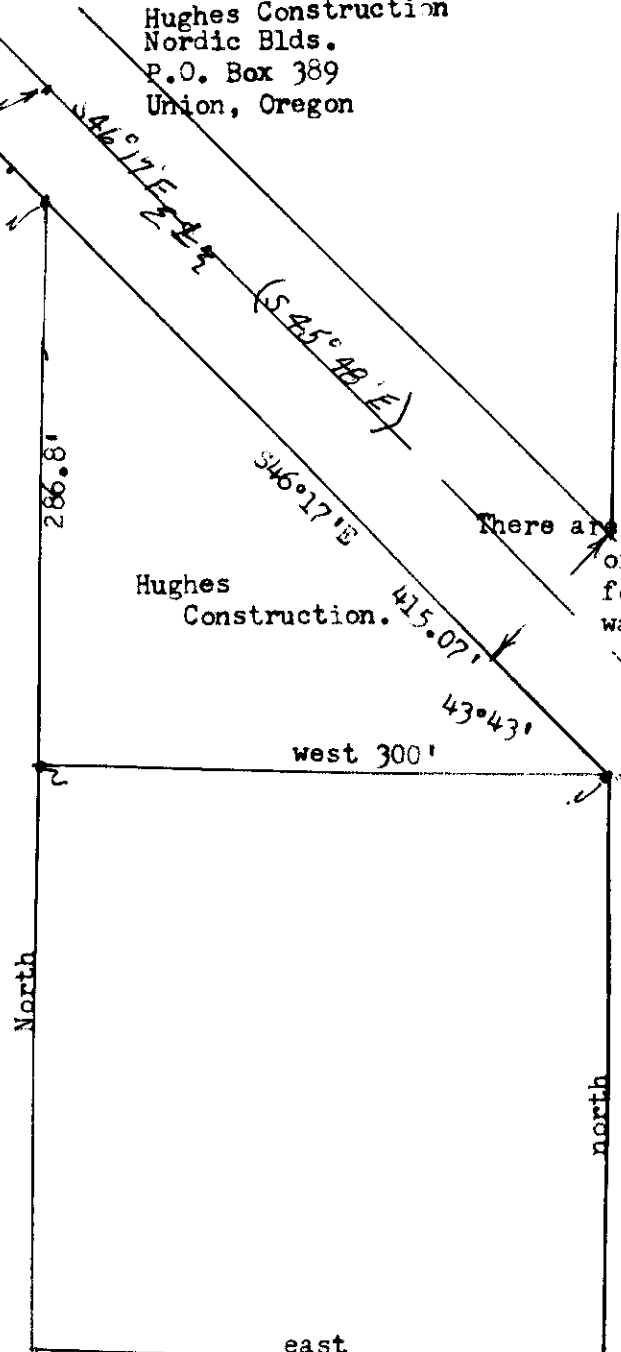 Hughes Construction
Nordic Blds.
P.O. Box 389
Union, Oregon
S46°17'E
(S45°48'E)
286.8'
S46°17'E
There are
Hughes
Construction.
415.07'
43°43'
west 300'
North
north
east